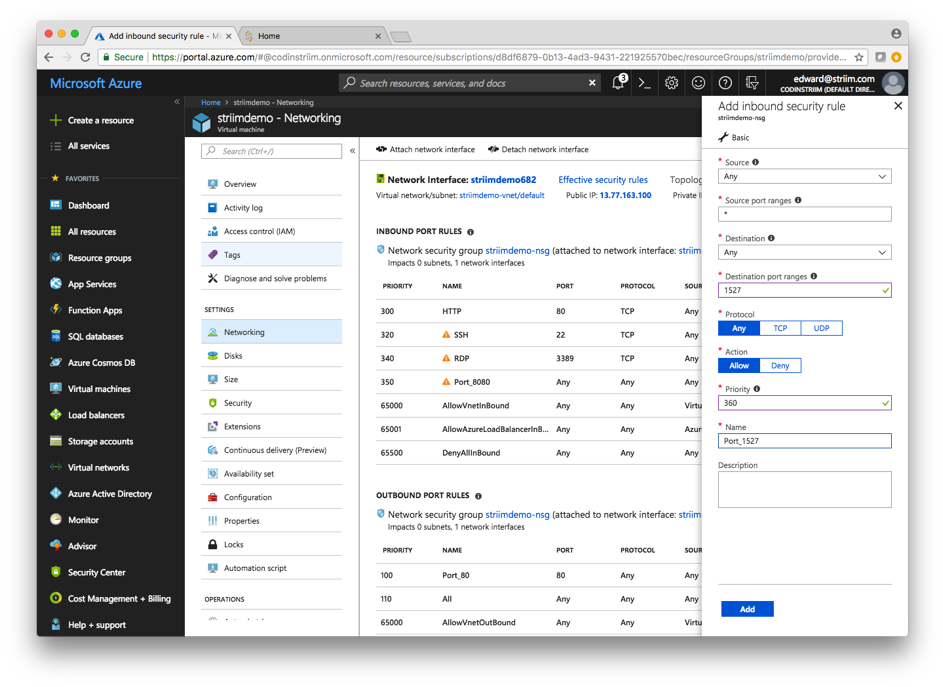 Add inbound security rule - M
Home
Secure
https://portal.azure.com/#@codinstriim.onmicrosoft.com/resource/subscriptions/d8df6879-0b13-4ad3-9431-221925570bec/resourceGroups/striimdemo/provide...
Microsoft Azure
Search resources, services, and docs
3
edward@striim.com
CODINSTRIIM (DEFAULT DIRE...
Create a resource
All services
FAVORITES
Dashboard
All resources
Resource groups
App Services
Function Apps
SQL databases
Azure Cosmos DB
Virtual machines
Load balancers
Storage accounts
Virtual networks
Azure Active Directory
Monitor
Advisor
Security Center
Cost Management + Billing
Help + support
Home > striimdemo - Networking
striimdemo - Networking
Virtual machine
Search (Ctrl+/)
Overview
Activity log
Access control (IAM)
Tags
Diagnose and solve problems
SETTINGS
Networking
Disks
Size
Security
Extensions
Continuous delivery (Preview)
Availability set
Configuration
Properties
Locks
Automation script
OPERATIONS
Attach network interface Detach network interface
Network Interface: striimdemo682 Effective security rules Topolog
Virtual network/subnet: striimdemo-vnet/default Public IP: 13.77.163.100 Private I
INBOUND PORT RULES
Network security group striimdemo-nsg (attached to network interface: striim
Impacts 0 subnets, 1 network interfaces
PRIORITY NAME PORT PROTOCOL SOUR
300 HTTP 80 TCP Any
320 SSH 22 TCP Any
340 RDP 3389 TCP Any
350 Port_8080 Any Any Any
65000 AllowVnetInBound Any Any Virtu
65001 AllowAzureLoadBalancerInB... Any Any Azure
65500 DenyAllInBound Any Any Any
OUTBOUND PORT RULES
Network security group striimdemo-nsg (attached to network interface: striim
Impacts 0 subnets, 1 network interfaces
PRIORITY NAME PORT PROTOCOL SOUR
100 Port_80 80 Any Any
110 All Any Any Any
65000 AllowVnetOutBound Any Any Virtu
Add inbound security rule
striimdemo-nsg
Basic
* Source
Any
* Source port ranges
*
* Destination
Any
* Destination port ranges
1527
* Protocol
Any TCP UDP
* Action
Allow Deny
* Priority
360
* Name
Port_1527
Description
Add